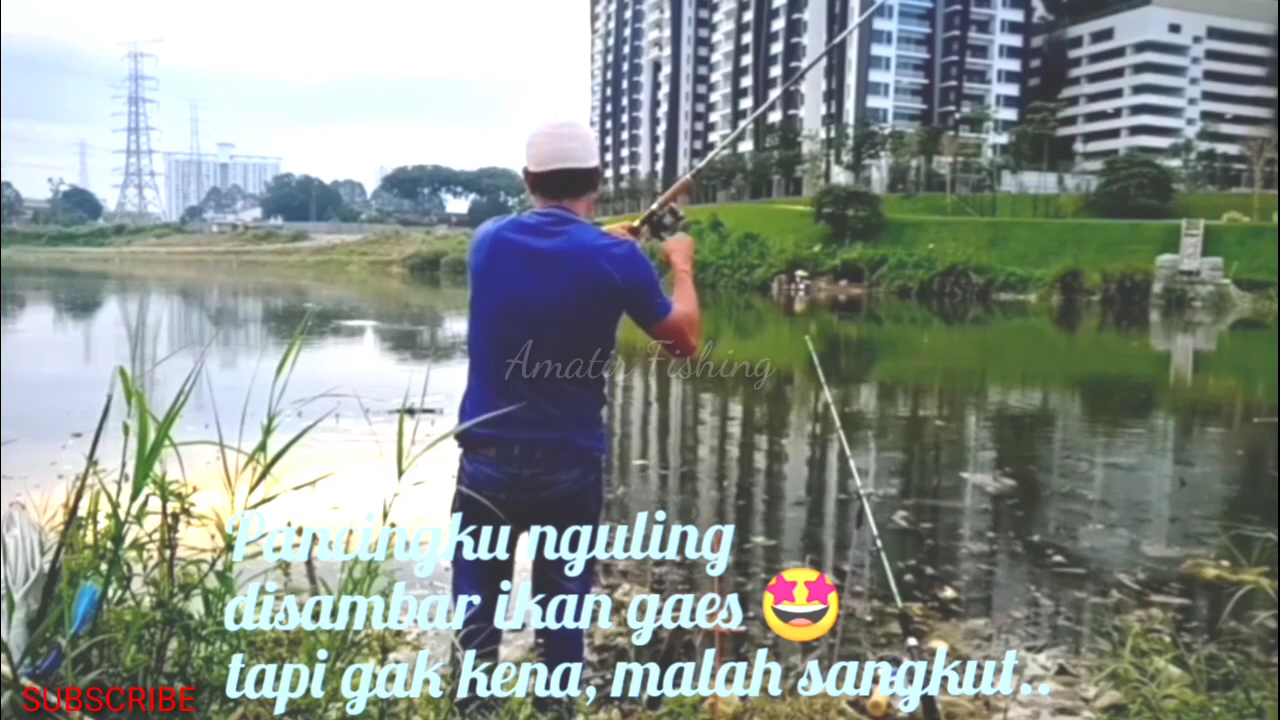 Amatir Fishing
Pancingku nguling
disambar ikan gaes 🤩
tapi gak kena, malah sangkut..
SUBSCRIBE